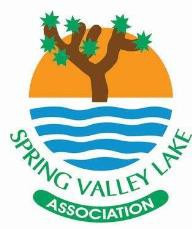 SPRING VALLEY LAKE
ASSOCIATION